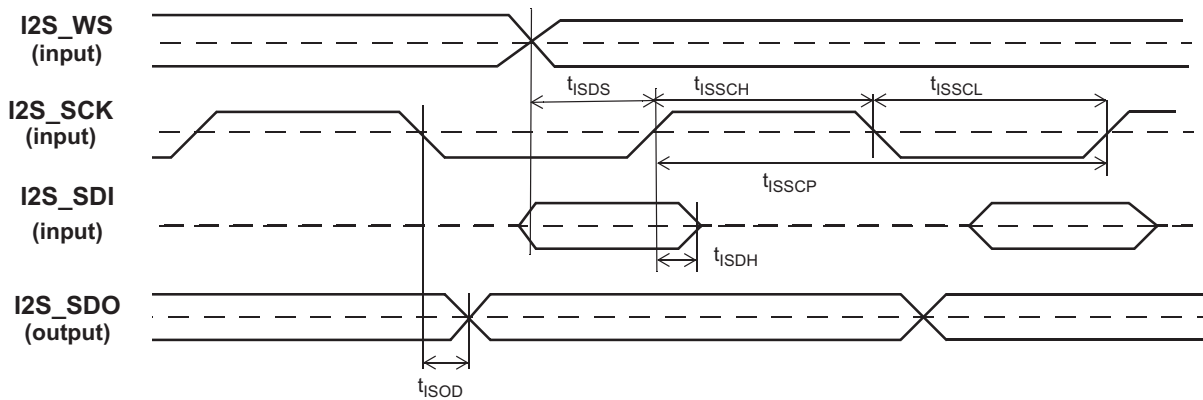 I2S_WS
(input)
tISDS
tISSCH
tISSCL
I2S_SCK
(input)
tISSCP
I2S_SDI
(input)
tISDH
I2S_SDO
(output)
tISOD